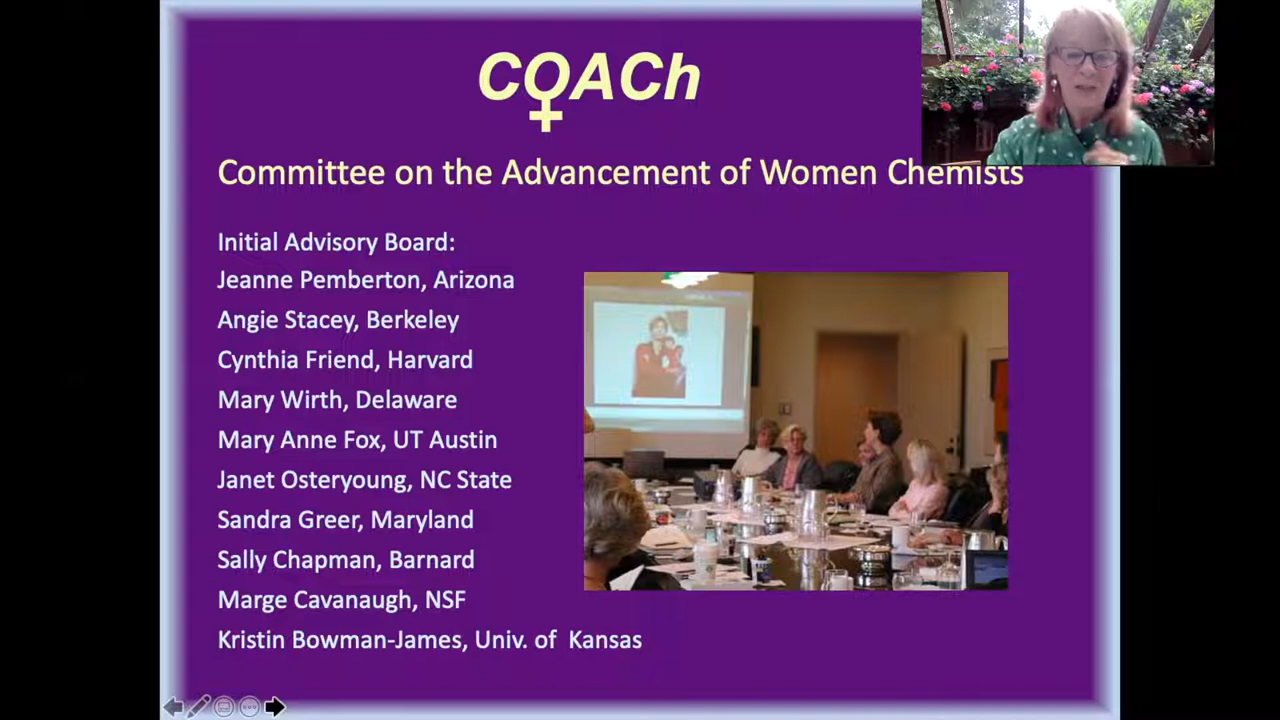 COACh
Committee on the Advancement of Women Chemists
Initial Advisory Board:
Jeanne Pemberton, Arizona
Angie Stacey, Berkeley
Cynthia Friend, Harvard
Mary Wirth, Delaware
Mary Anne Fox, UT Austin
Janet Osteryoung, NC State
Sandra Greer, Maryland
Sally Chapman, Barnard
Marge Cavanaugh, NSF
Kristin Bowman-James, Univ. of Kansas